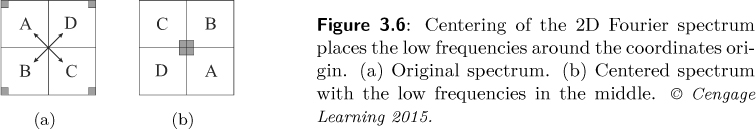 A D
B C
(a)
C B
D A
(b)
Figure 3.6: Centering of the 2D Fourier spectrum
places the low frequencies around the coordinates ori-
gin. (a) Original spectrum. (b) Centered spectrum
with the low frequencies in the middle. © Cengage
Learning 2015.